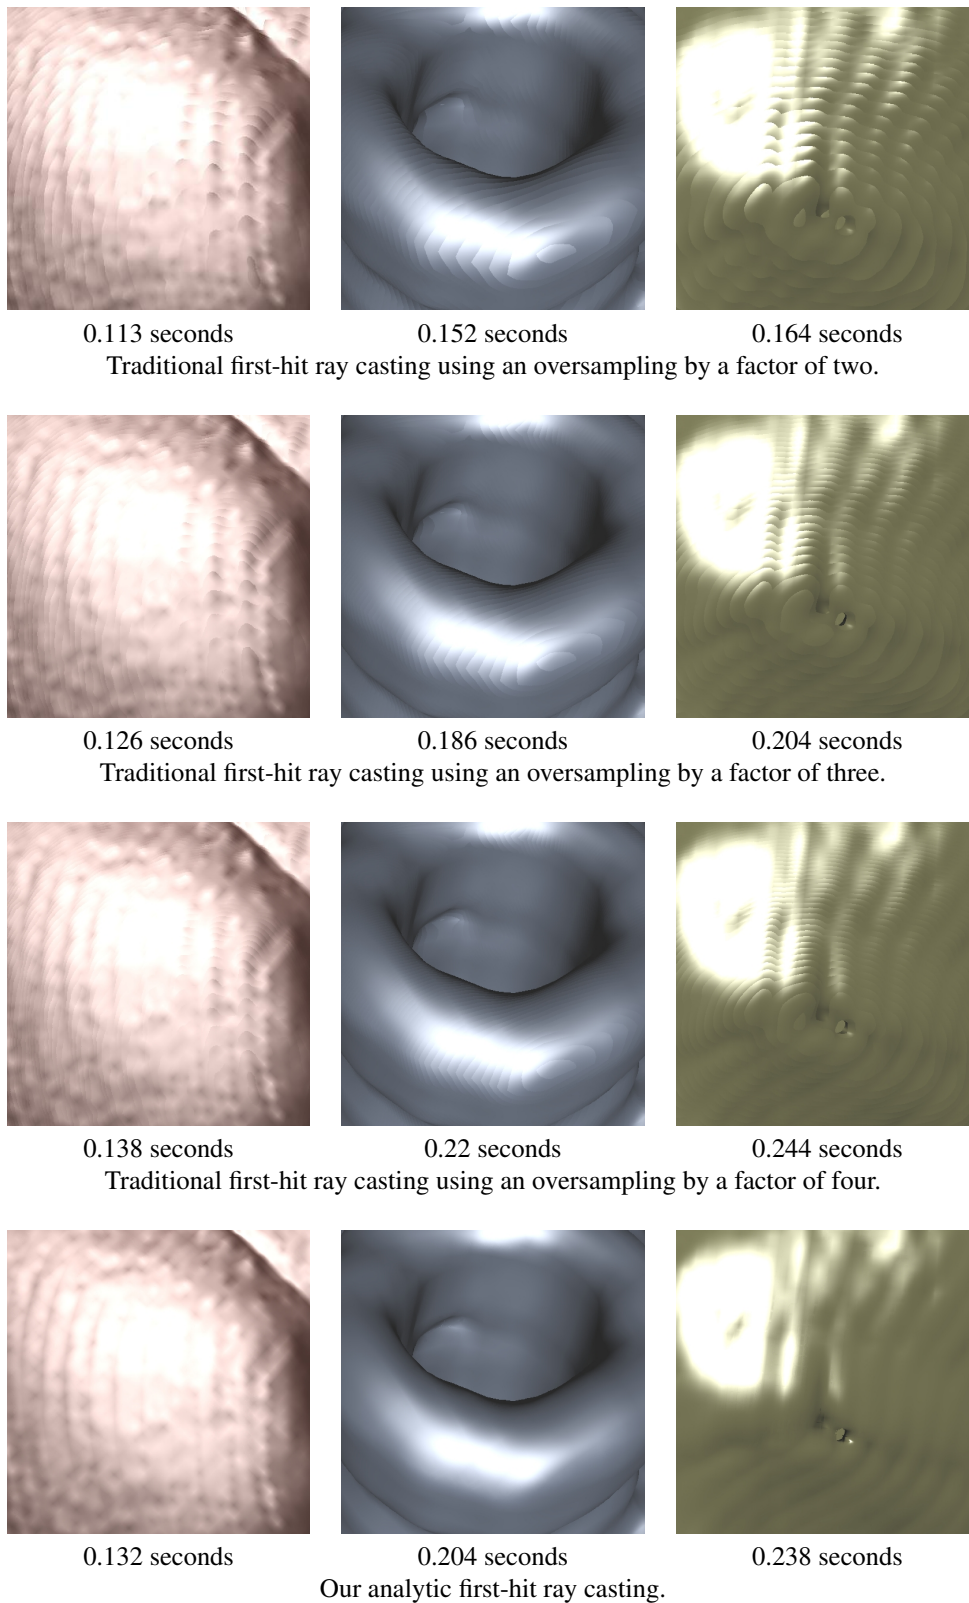 0.113 seconds 0.152 seconds 0.164 seconds
Traditional first-hit ray casting using an oversampling by a factor of two.
0.126 seconds 0.186 seconds 0.204 seconds
Traditional first-hit ray casting using an oversampling by a factor of three.
0.138 seconds 0.22 seconds 0.244 seconds
Traditional first-hit ray casting using an oversampling by a factor of four.
0.132 seconds 0.204 seconds 0.238 seconds
Our analytic first-hit ray casting.